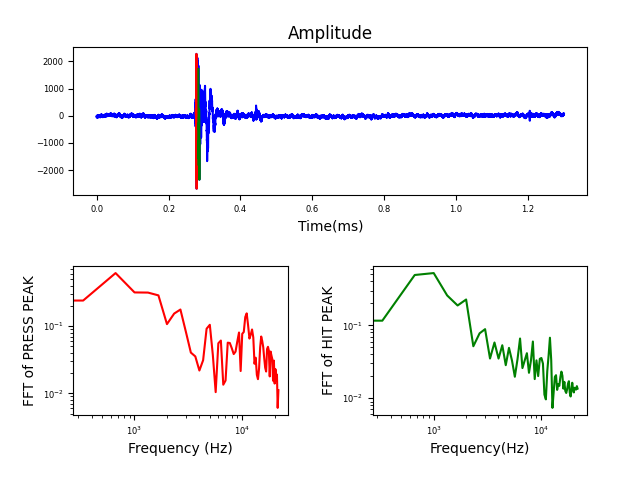 Amplitude
2000
1000
0
−1000
−2000
0.0 0.2 0.4 0.6 0.8 1.0 1.2
Time(ms)
FFT of PRESS PEAK
10⁻¹
10⁻²
10³ 10⁴
Frequency (Hz)
FFT of HIT PEAK
10⁻¹
10⁻²
10³ 10⁴
Frequency(Hz)